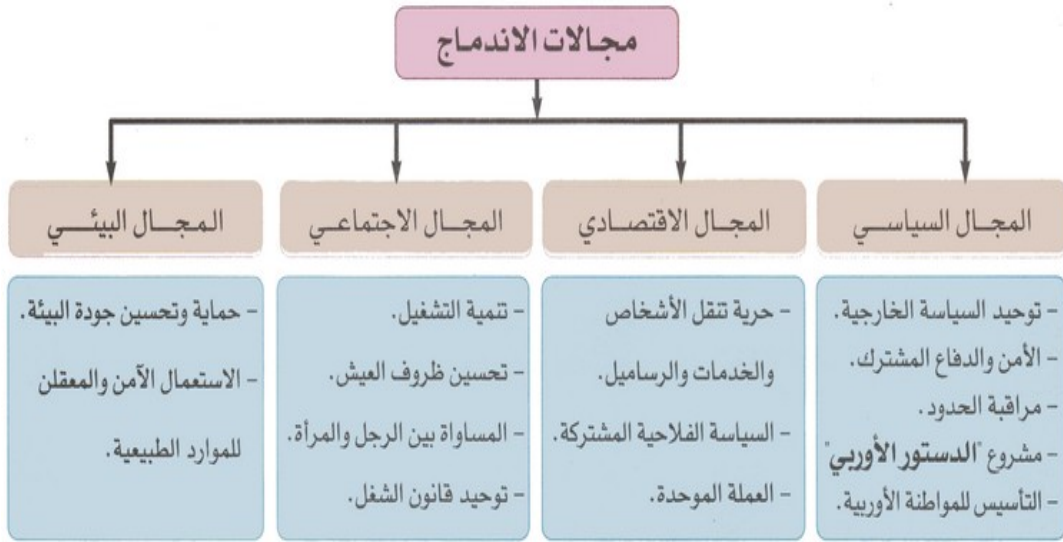 مجالات الاندماج
المجال السياسي
- توحيد السياسة الخارجية.
- الأمن والدفاع المشترك.
- مراقبة الحدود.
- مشروع "الدستور الأوربي"
- التأسيس للمواطنة الأوربية.
المجال الاقتصادي
- حرية تنقل الأشخاص
والخدمات والرساميل.
- السياسة الفلاحية المشتركة.
- العملة الموحدة.
المجال الاجتماعي
- تنمية التشغيل.
- تحسين ظروف العيش.
- المساواة بين الرجل والمرأة.
- توحيد قانون الشغل.
المجال البيئي
- حماية وتحسين جودة البيئة.
- الاستعمال الآمن والمعقلن
للموارد الطبيعية.